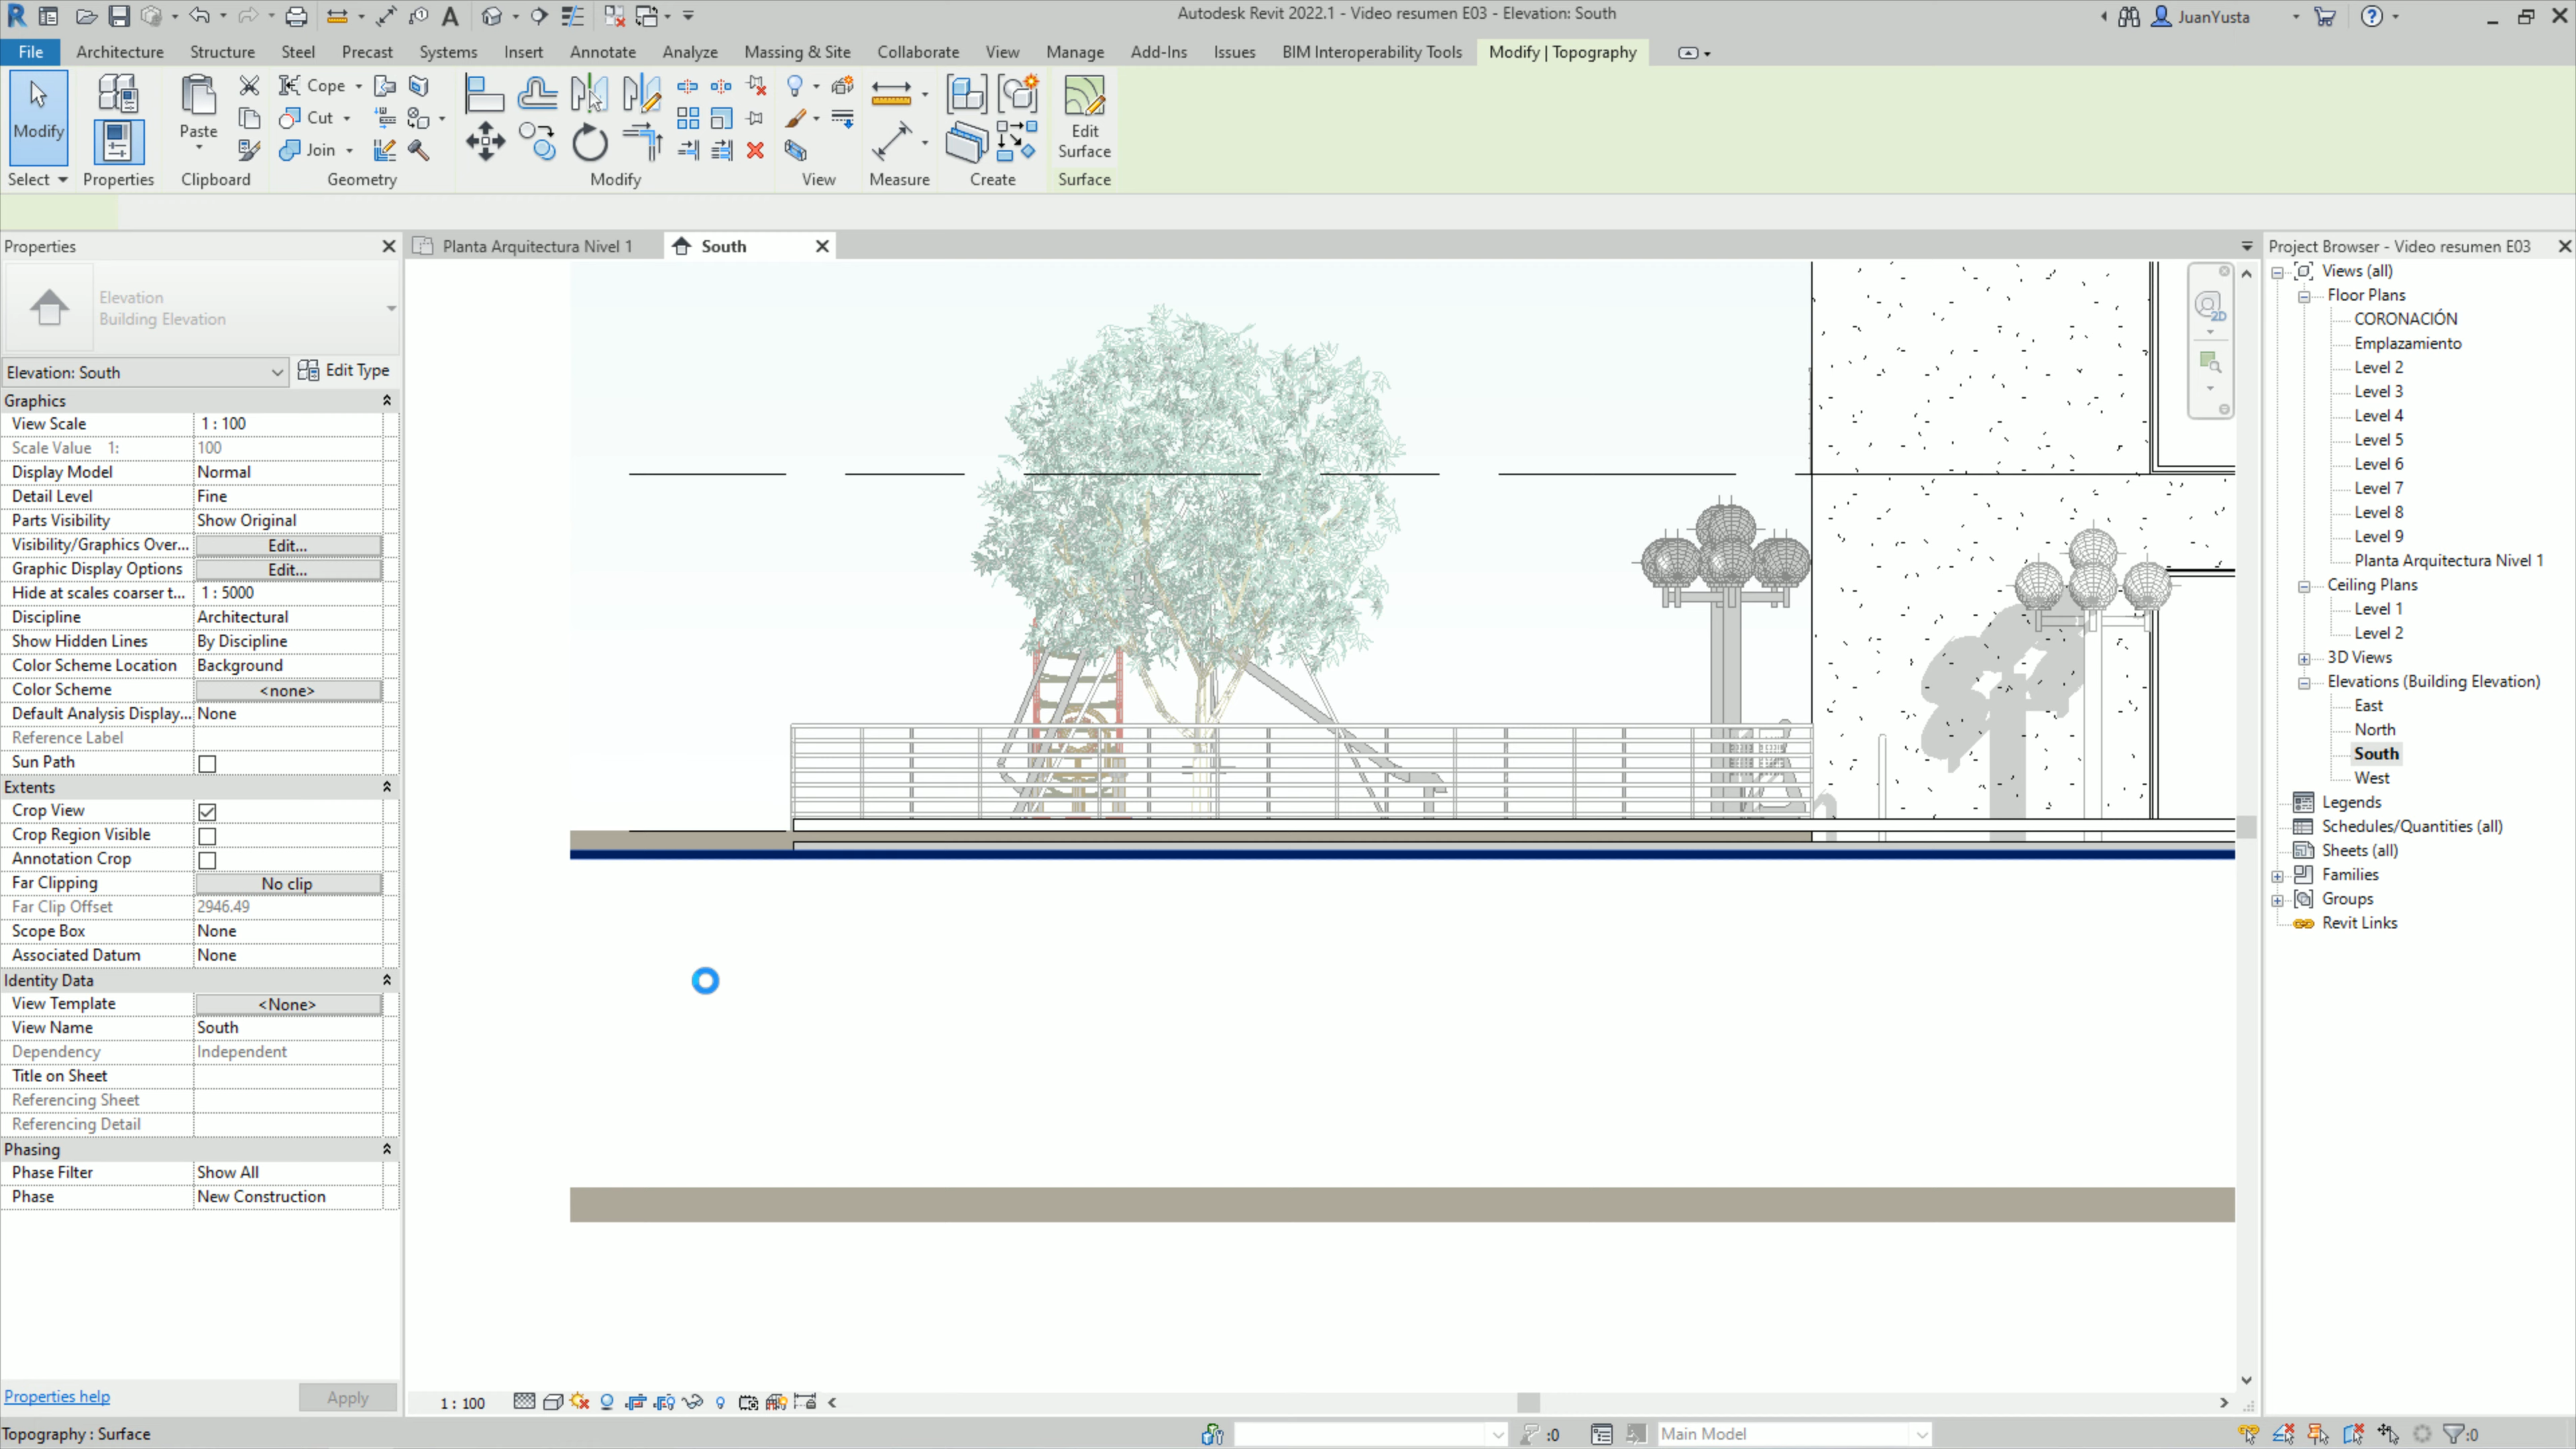 Autodesk Revit 2022.1 - Video resumen E03 - Elevation: South
JuanYusta
File
Architecture
Structure
Steel
Precast
Systems
Insert
Annotate
Analyze
Massing & Site
Collaborate
View
Manage
Add-Ins
Issues
BIM Interoperability Tools
Modify | Topography
Modify
Paste
Cope
Cut
Join
Edit
Surface
Select
Properties
Clipboard
Geometry
Modify
View
Measure
Create
Surface
Properties
Planta Arquitectura Nivel 1
South
Project Browser - Video resumen E03
Elevation
Building Elevation
Elevation: South
Edit Type
Graphics
View Scale 1 : 100
Scale Value 1: 100
Display Model Normal
Detail Level Fine
Parts Visibility Show Original
Visibility/Graphics Over... Edit...
Graphic Display Options Edit...
Hide at scales coarser t... 1 : 5000
Discipline Architectural
Show Hidden Lines By Discipline
Color Scheme Location Background
Color Scheme <none>
Default Analysis Display... None
Reference Label
Sun Path
Extents
Crop View
Crop Region Visible
Annotation Crop
Far Clipping No clip
Far Clip Offset 2946.49
Scope Box None
Associated Datum None
Identity Data
View Template <None>
View Name South
Dependency Independent
Title on Sheet
Referencing Sheet
Referencing Detail
Phasing
Phase Filter Show All
Phase New Construction
Properties help
Apply
2D
Views (all)
Floor Plans
CORONACIÓN
Emplazamiento
Level 2
Level 3
Level 4
Level 5
Level 6
Level 7
Level 8
Level 9
Planta Arquitectura Nivel 1
Ceiling Plans
Level 1
Level 2
3D Views
Elevations (Building Elevation)
East
North
South
West
Legends
Schedules/Quantities (all)
Sheets (all)
Families
Groups
Revit Links
1 : 100
Topography : Surface
:0
Main Model
:0